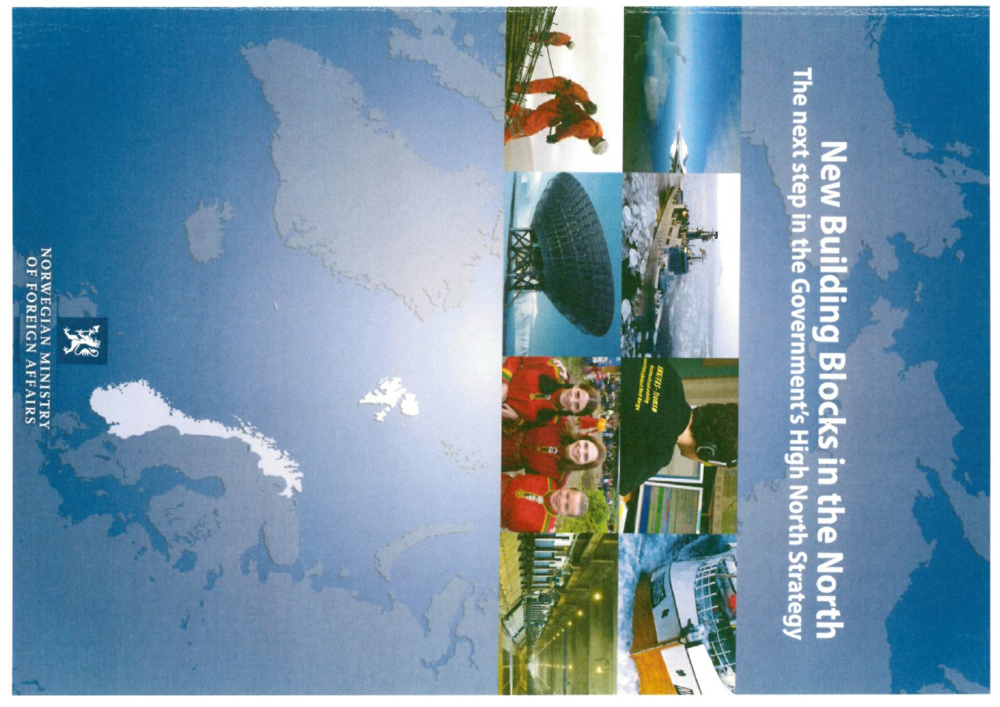 New Building Blocks in the North
The next step in the Government's High North Strategy
NORWEGIAN MINISTRY
OF FOREIGN AFFAIRS